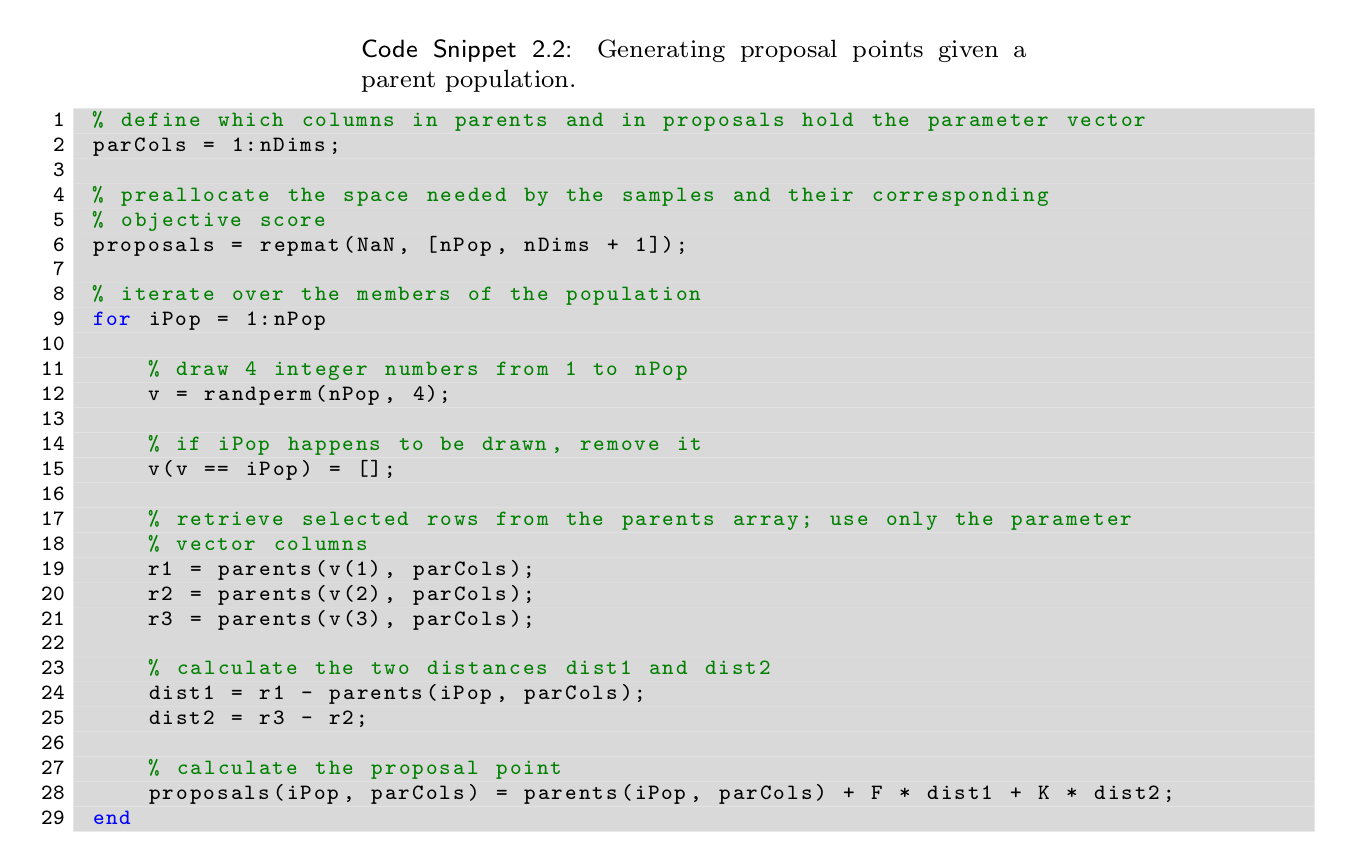 Code Snippet 2.2: Generating proposal points given a
parent population.
1 % define which columns in parents and in proposals hold the parameter vector
2 parCols = 1:nDims;
3
4 % preallocate the space needed by the samples and their corresponding
5 % objective score
6 proposals = repmat(NaN, [nPop, nDims + 1]);
7
8 % iterate over the members of the population
9 for iPop = 1:nPop
10
11 % draw 4 integer numbers from 1 to nPop
12 v = randperm(nPop, 4);
13
14 % if iPop happens to be drawn, remove it
15 v(v == iPop) = [];
16
17 % retrieve selected rows from the parents array; use only the parameter
18 % vector columns
19 r1 = parents(v(1), parCols);
20 r2 = parents(v(2), parCols);
21 r3 = parents(v(3), parCols);
22
23 % calculate the two distances dist1 and dist2
24 dist1 = r1 - parents(iPop, parCols);
25 dist2 = r3 - r2;
26
27 % calculate the proposal point
28 proposals(iPop, parCols) = parents(iPop, parCols) + F * dist1 + K * dist2;
29 end